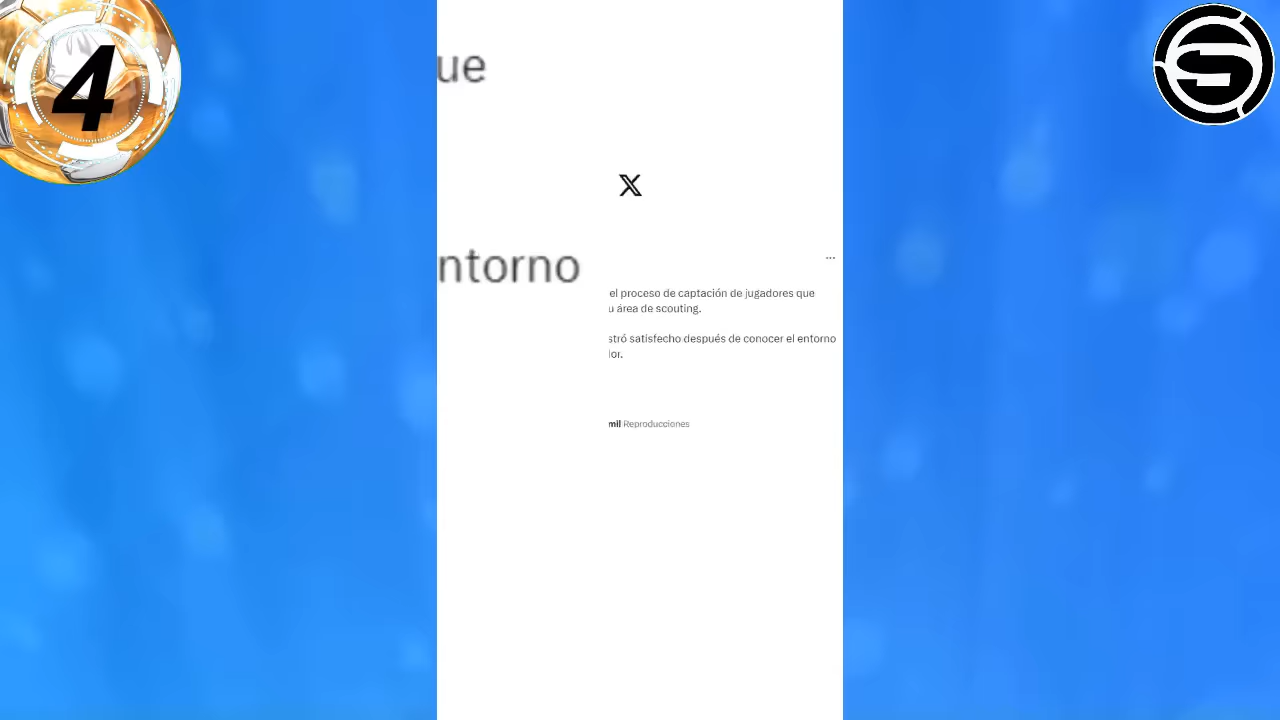 4
ue
S
X
ntorno
...
el proceso de captación de jugadores que
u área de scouting.
stró satisfecho después de conocer el entorno
lor.
mil Reproducciones